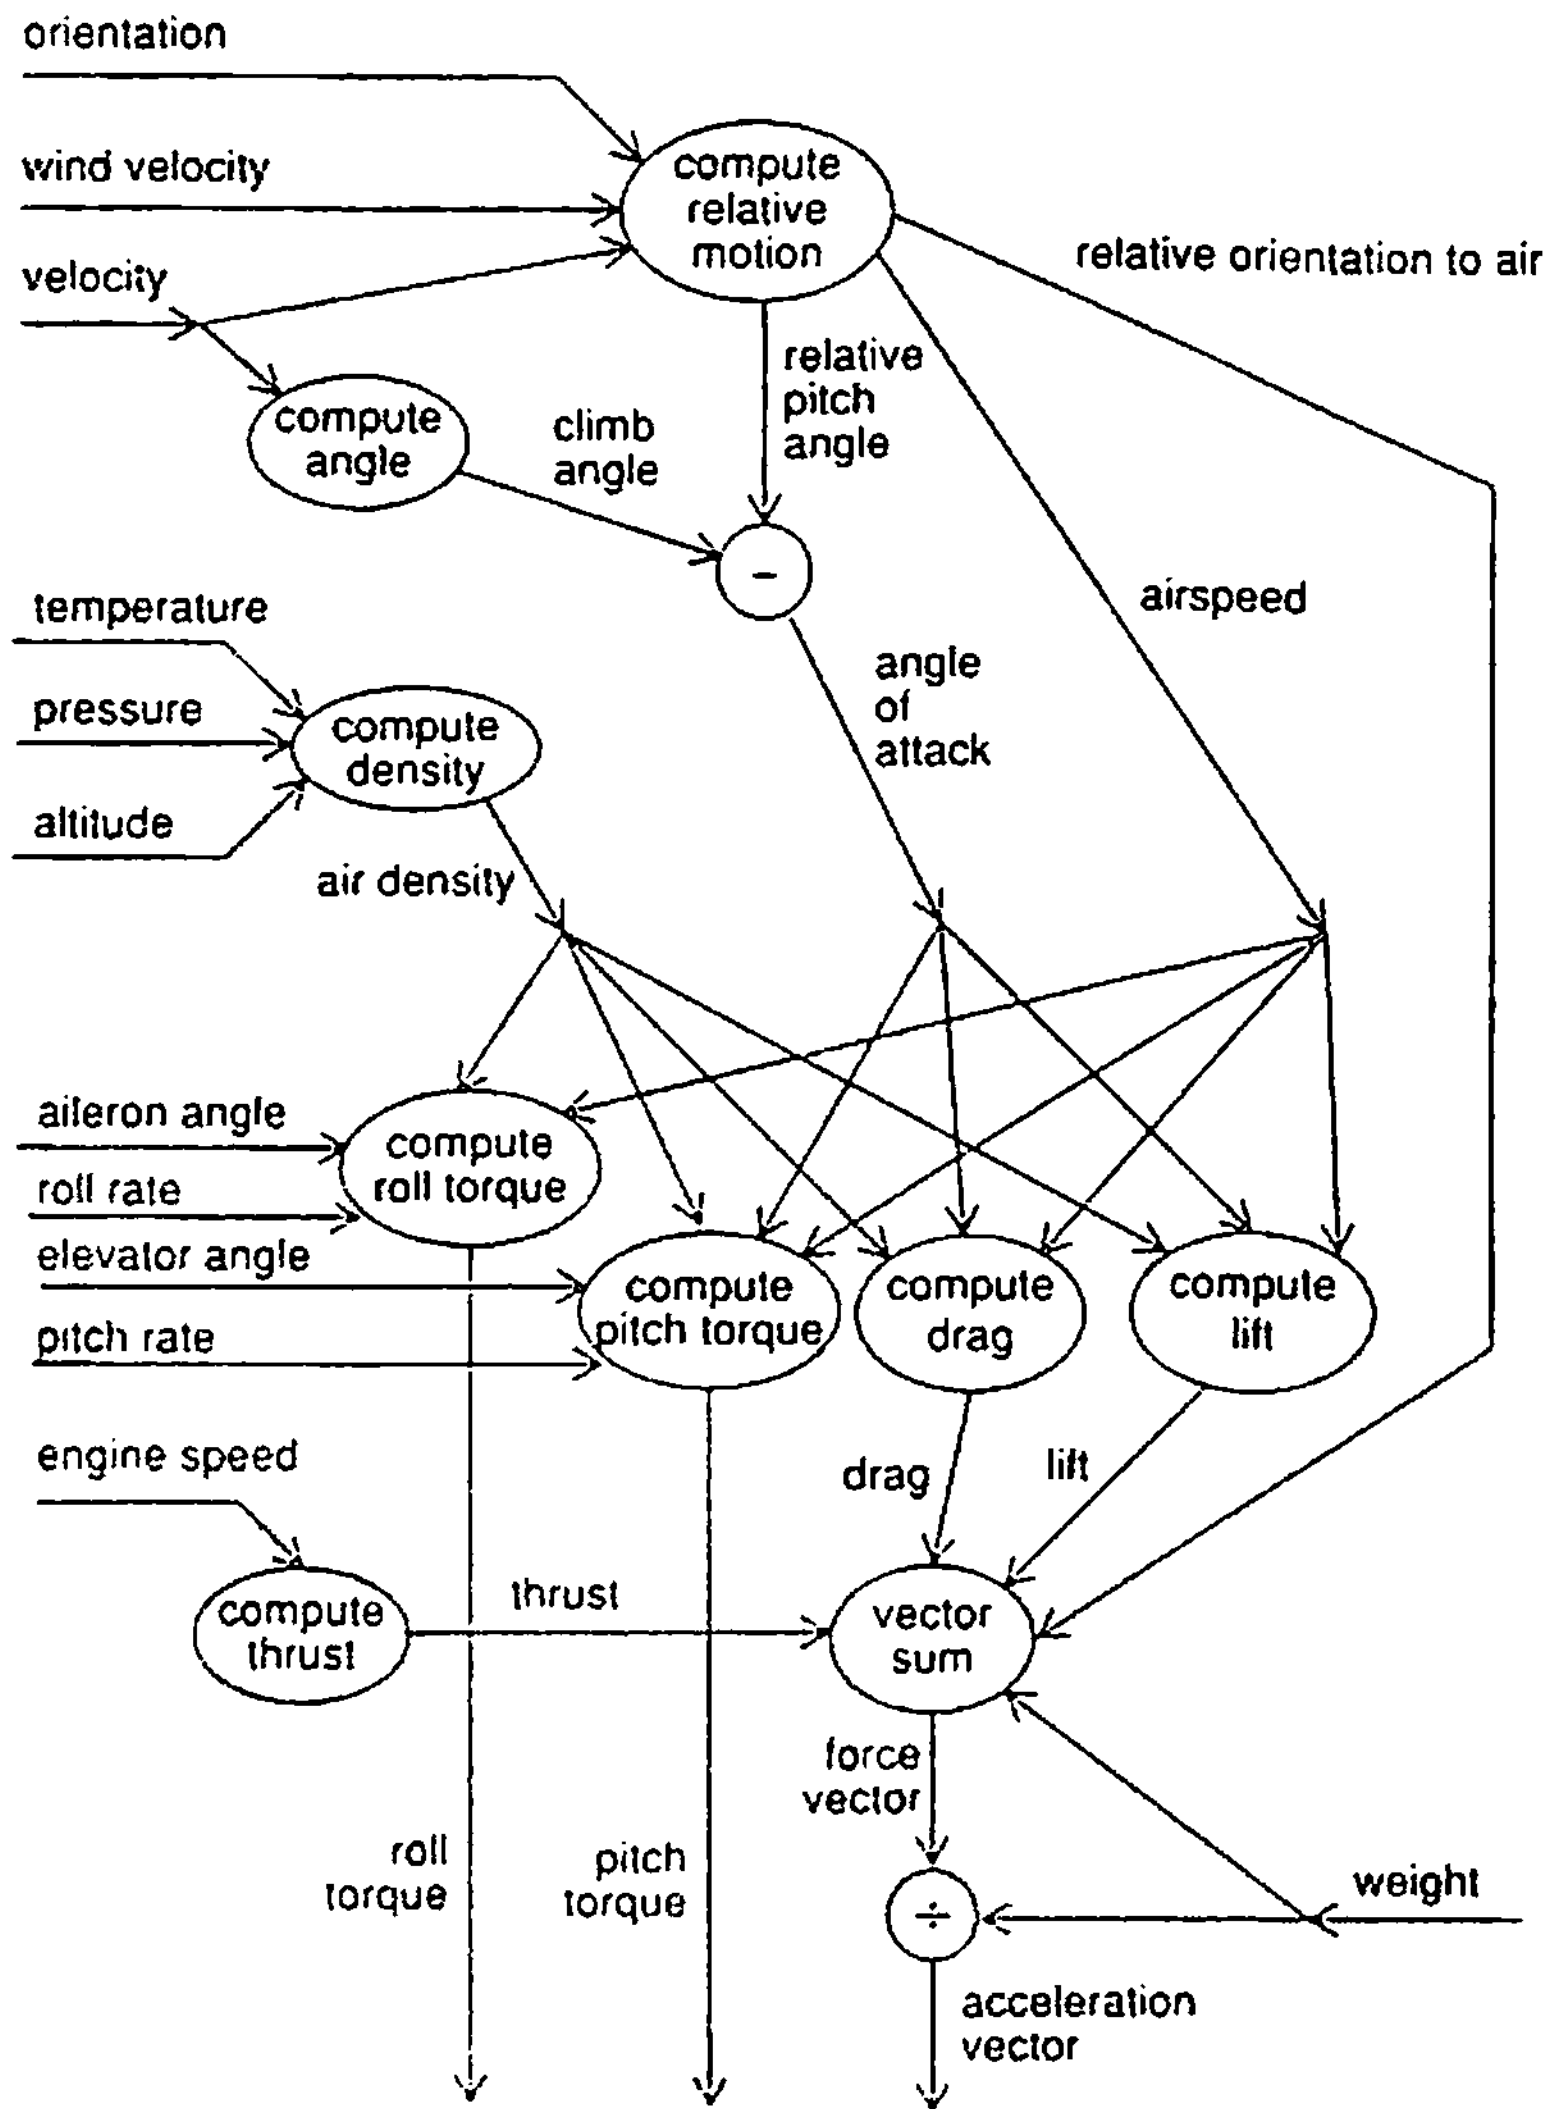 orientation
wind velocity
compute
relative
motion
relative orientation to air
velocity
relative
pitch
angle
compute
angle
climb
angle
-
airspeed
temperature
angle
of
attack
pressure
compute
density
altitude
air density
aileron angle
compute
roll torque
roll rate
elevator angle
compute
pitch torque
compute
drag
compute
lift
pitch rate
engine speed
drag
lift
compute
thrust
thrust
vector
sum
force
vector
roll
torque
pitch
torque
weight
÷
acceleration
vector